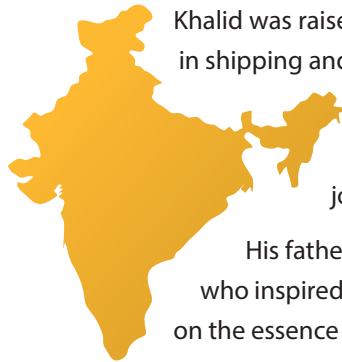 Khalid was raise
in shipping and
jo
His fathe
who inspired
on the essence